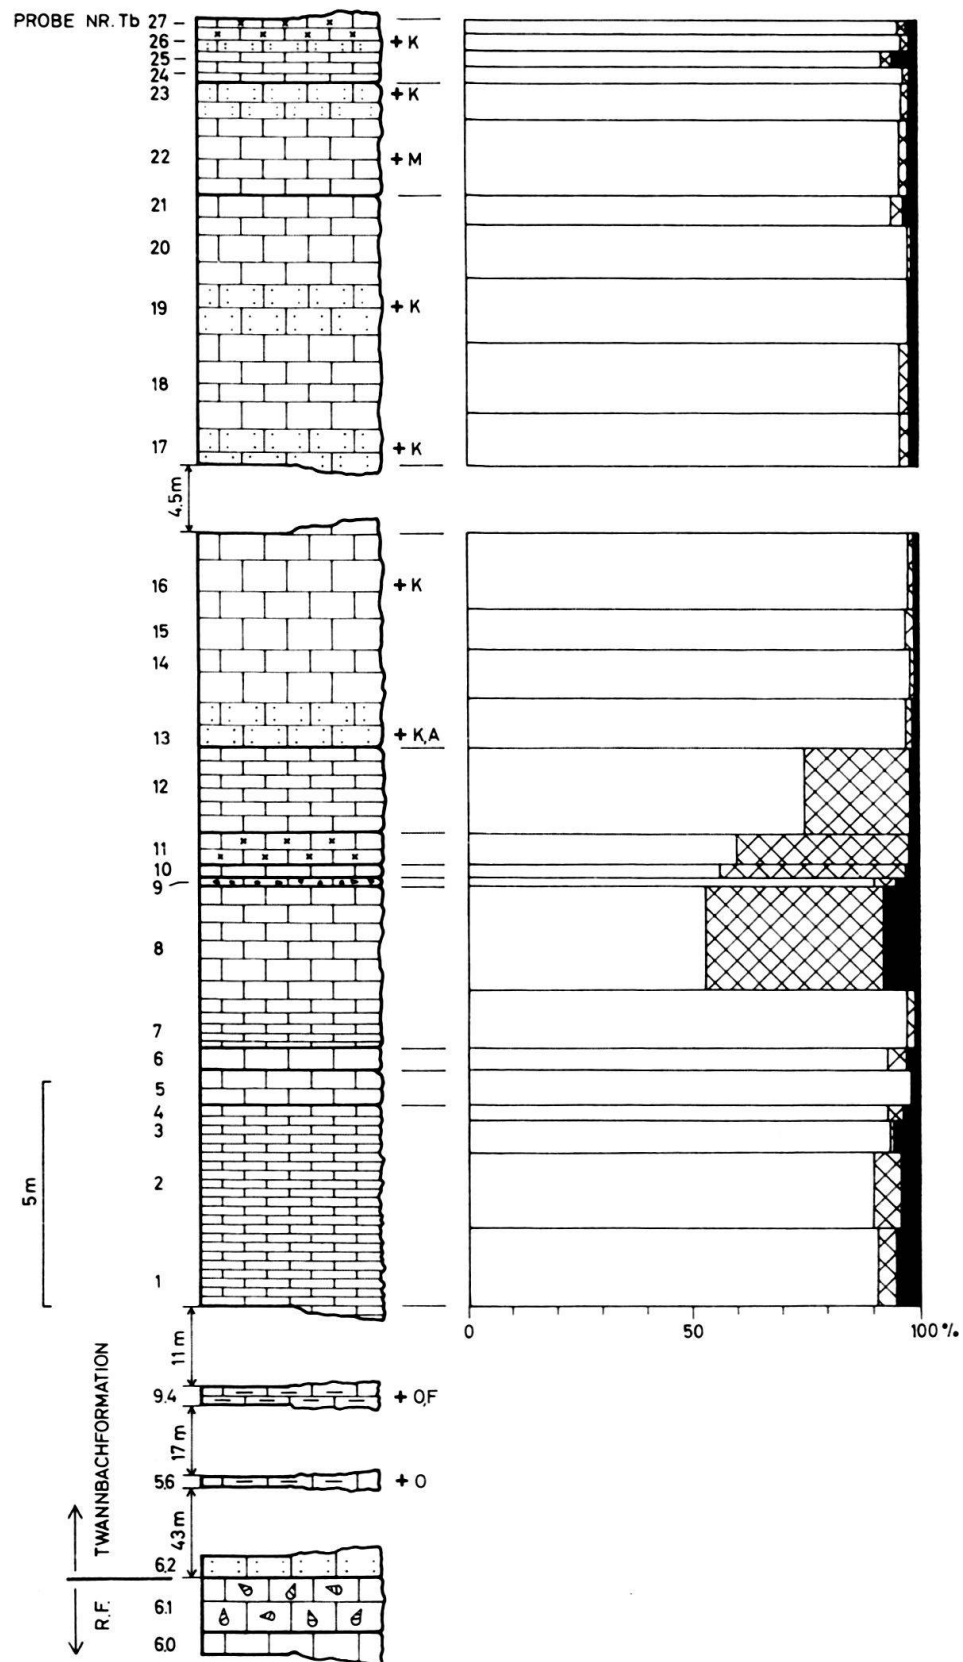 PROBE NR. Tb 27
26
+ K
25
24
23
+ K
22
+ M
21
20
19
+ K
18
17
+ K
4.5m
16
+ K
15
14
13
+ K,A
12
11
10
9
8
7
6
5
4
3
2
1
5m
0
50
100%
11 m
9.4
+ O,F
17 m
5.6
+ O
43 m
6.2
6.1
6.0
TWANNBACHFORMATION
R.F.